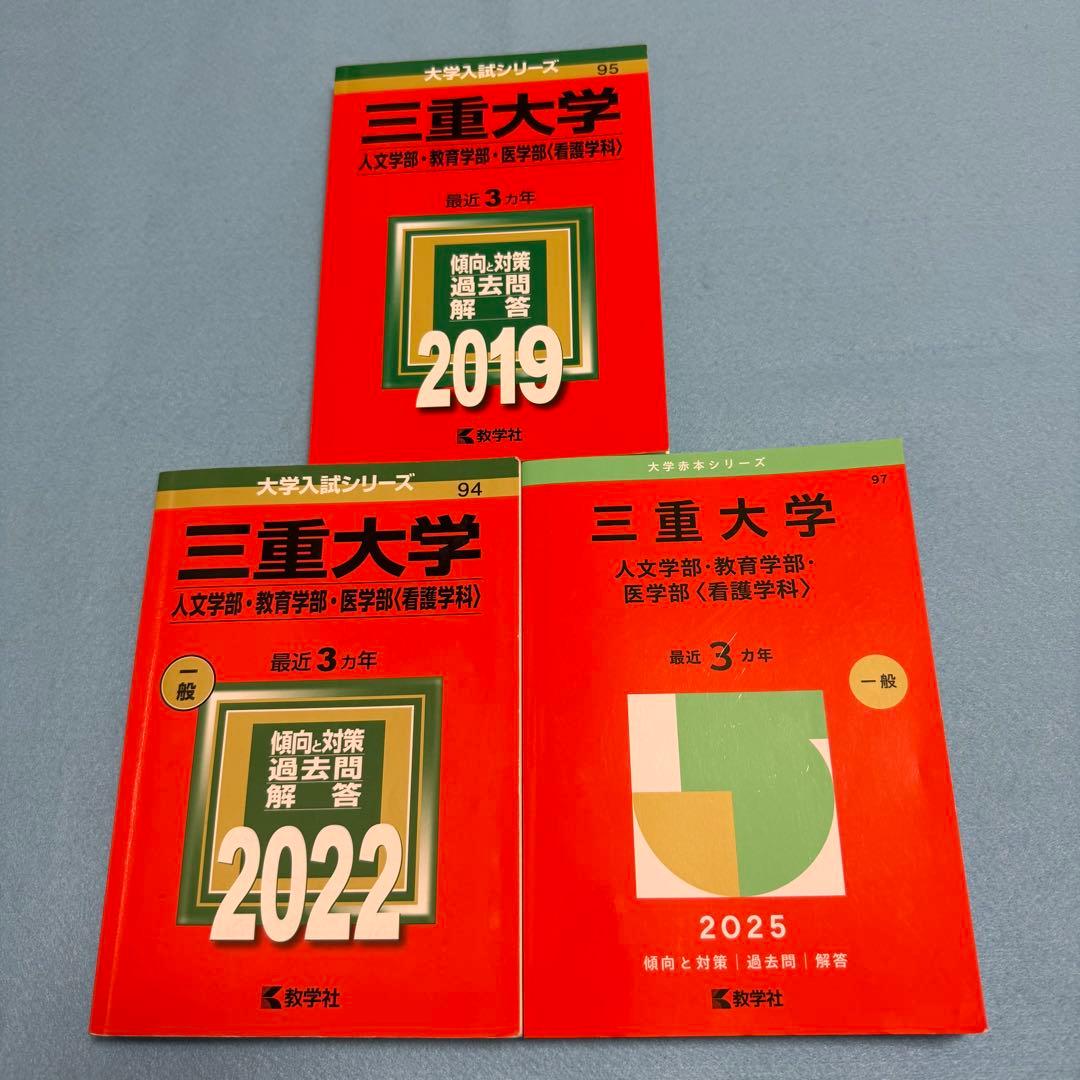 大学入試シリーズ
95
三重大学
人文学部・教育学部・医学部〈看護学科〉
最近3カ年
傾向と対策
過去問
解答
2019
教学社
大学入試シリーズ
94
三重大学
人文学部・教育学部・医学部〈看護学科〉
最近3カ年
一般
傾向と対策
過去問
解答
2022
教学社
大学赤本シリーズ
97
三重大学
人文学部・教育学部・
医学部〈看護学科〉
最近3カ年
一般
2025
傾向と対策|過去問|解答
教学社